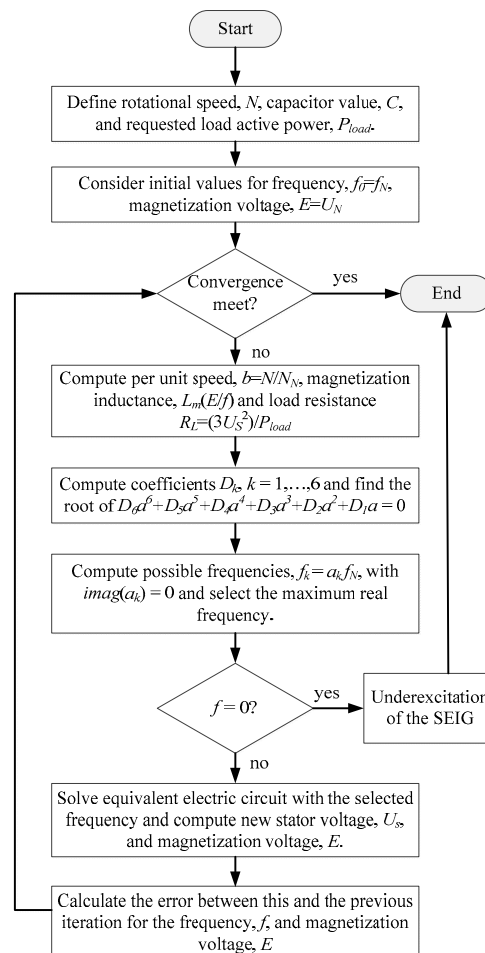 Start
Define rotational speed, N, capacitor value, C,
and requested load active power, Pload.
Consider initial values for frequency, f0=fN,
magnetization voltage, E=UN
Convergence
meet?
yes
End
no
Compute per unit speed, b=N/NN, magnetization
inductance, Lm(E/f) and load resistance
RL=(3US²)/Pload
Compute coefficients Dk, k = 1,…,6 and find the
root of D6a⁶+D5a⁵+D4a⁴+D3a³+D2a²+D1a = 0
Compute possible frequencies, fk = ak fN, with
imag(ak) = 0 and select the maximum real
frequency.
f = 0?
yes
Underexcitation
of the SEIG
no
Solve equivalent electric circuit with the selected
frequency and compute new stator voltage, Us,
and magnetization voltage, E.
Calculate the error between this and the previous
iteration for the frequency, f, and magnetization
voltage, E